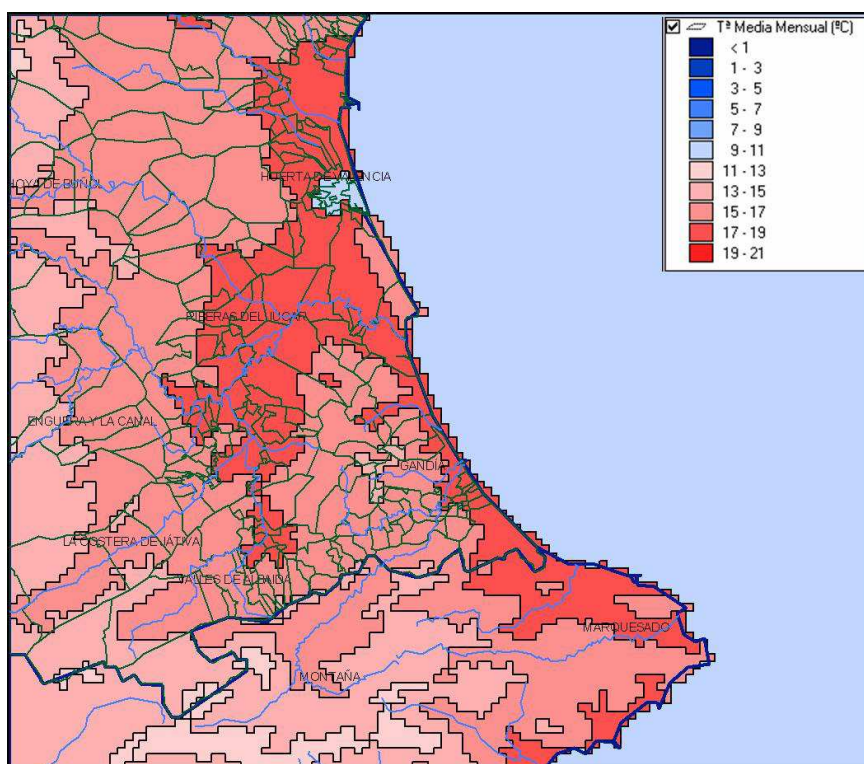 Tª Media Mensual (ºC)
< 1
1 - 3
3 - 5
5 - 7
7 - 9
9 - 11
11 - 13
13 - 15
15 - 17
17 - 19
19 - 21
HUERTA DE VALENCIA
HOYA DE BUÑOL
RIBERAS DEL JUCAR
ENGUERA Y LA CANAL
GANDÍA
LA COSTERA DE JÁTIVA
VALLES DE ALBAIDA
MARQUESADO
MONTAÑA